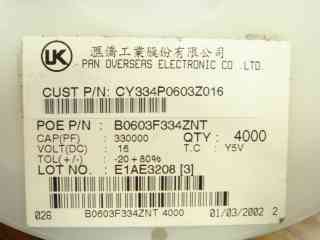 UK 匯僑工業股份有限公司
PAN OVERSEAS ELECTRONIC CO .,LTD.
CUST P/N: CY334P0603Z016
POE P/N : B0603F334ZNT
CAP(PF) : 330000 QTY : 4000
VOLT(DC) : 16 T.C : Y5V
TOL(+/-) : -20 +80%
LOT NO. : E1AE3208 [3]
026 B0603F334ZNT 4000 01/03/2002 2